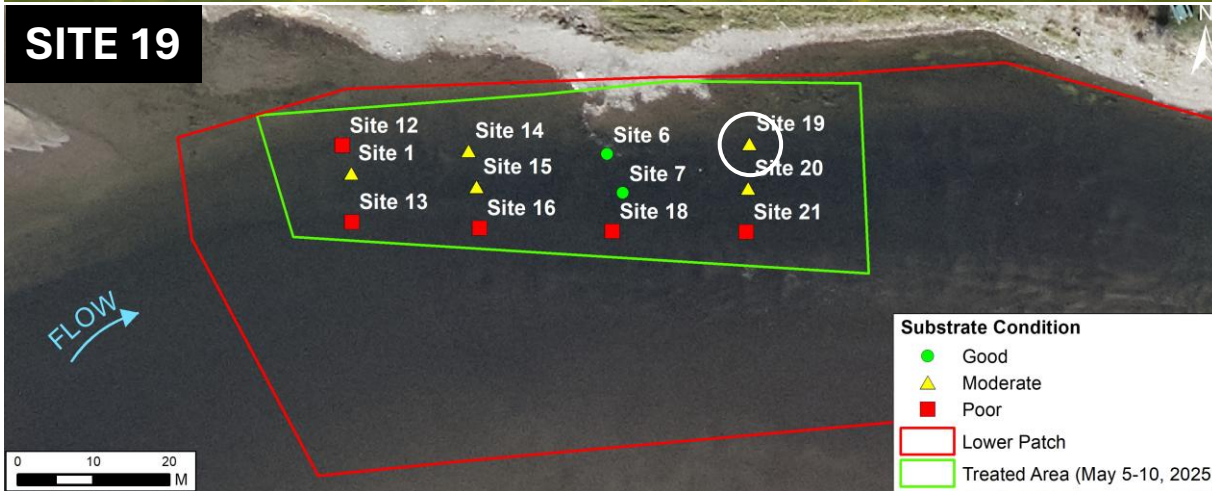 SITE 19
N
Site 12
Site 14
Site 6
Site 19
Site 1
Site 15
Site 7
Site 20
Site 13
Site 16
Site 18
Site 21
FLOW
Substrate Condition
Good
Moderate
Poor
Lower Patch
Treated Area (May 5-10, 2025
0 10 20
M